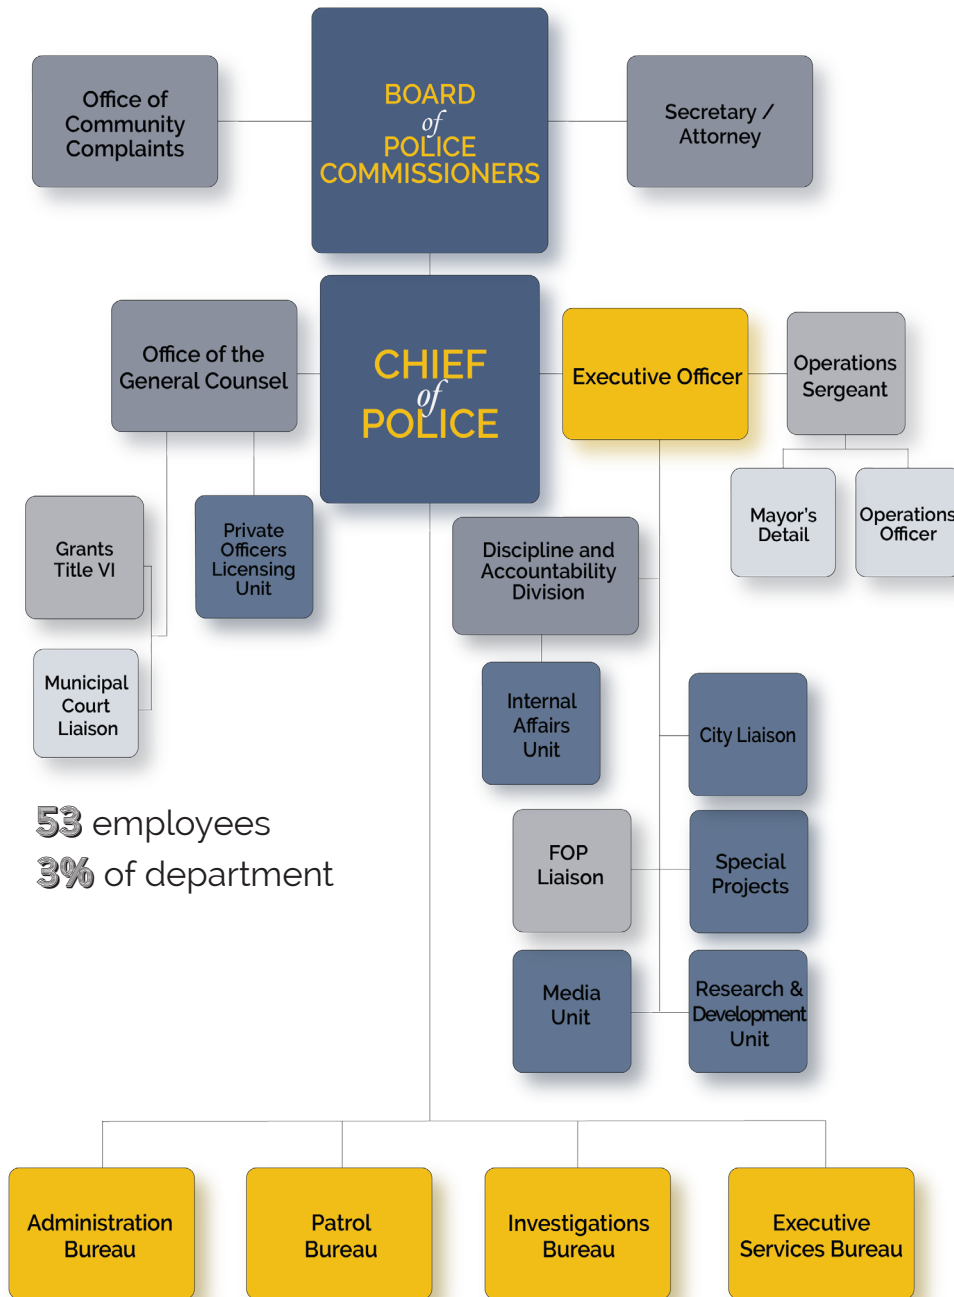 Office of
Community
Complaints
BOARD
of
POLICE
COMMISSIONERS
Secretary /
Attorney
Office of the
General Counsel
CHIEF
of
POLICE
Executive Officer
Operations
Sergeant
Mayor's
Detail
Operations
Officer
Grants
Title VI
Private
Officers
Licensing
Unit
Discipline and
Accountability
Division
Municipal
Court
Liaison
Internal
Affairs
Unit
City Liaison
53 employees
3% of department
FOP
Liaison
Special
Projects
Media
Unit
Research &
Development
Unit
Administration
Bureau
Patrol
Bureau
Investigations
Bureau
Executive
Services Bureau